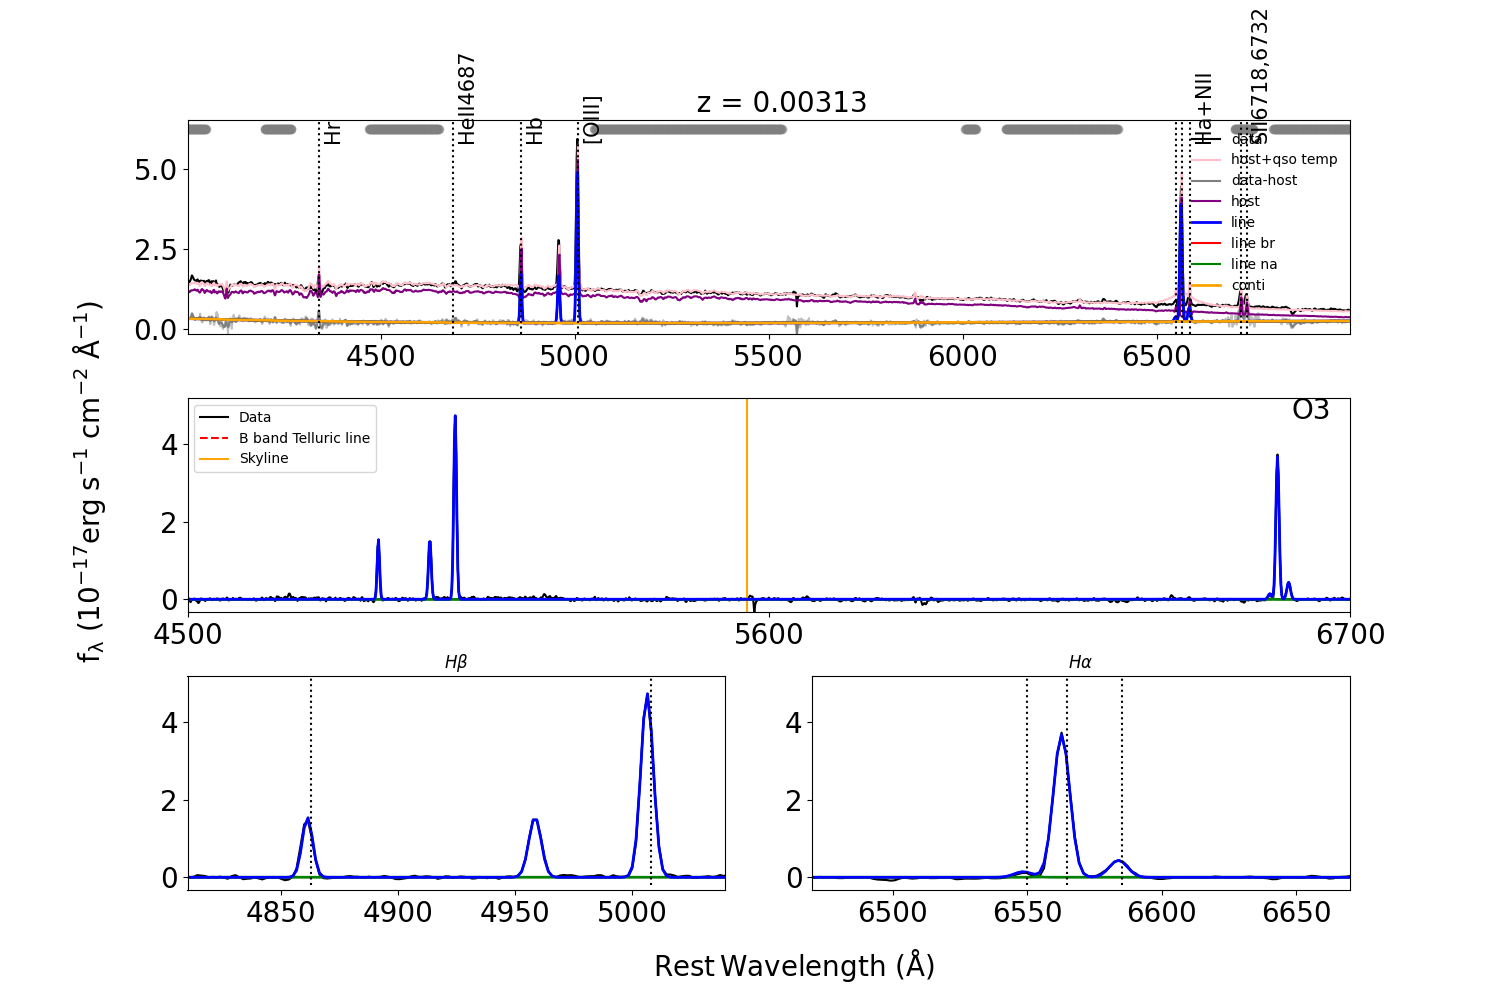 z = 0.00313
Hr
HeII4687
Hb
[OIII]
Ha+NII
SII6718,6732
data
host+qso temp
data-host
host
line
line br
line na
conti
5.0
2.5
0.0
4500 5000 5500 6000 6500
fλ (10−17erg s−1 cm−2 Å−1)
O3
Data
B band Telluric line
Skyline
4
2
0
4500 5600 6700
Hβ
4
2
0
4850 4900 4950 5000
Hα
4
2
0
6500 6550 6600 6650
Rest Wavelength (Å)